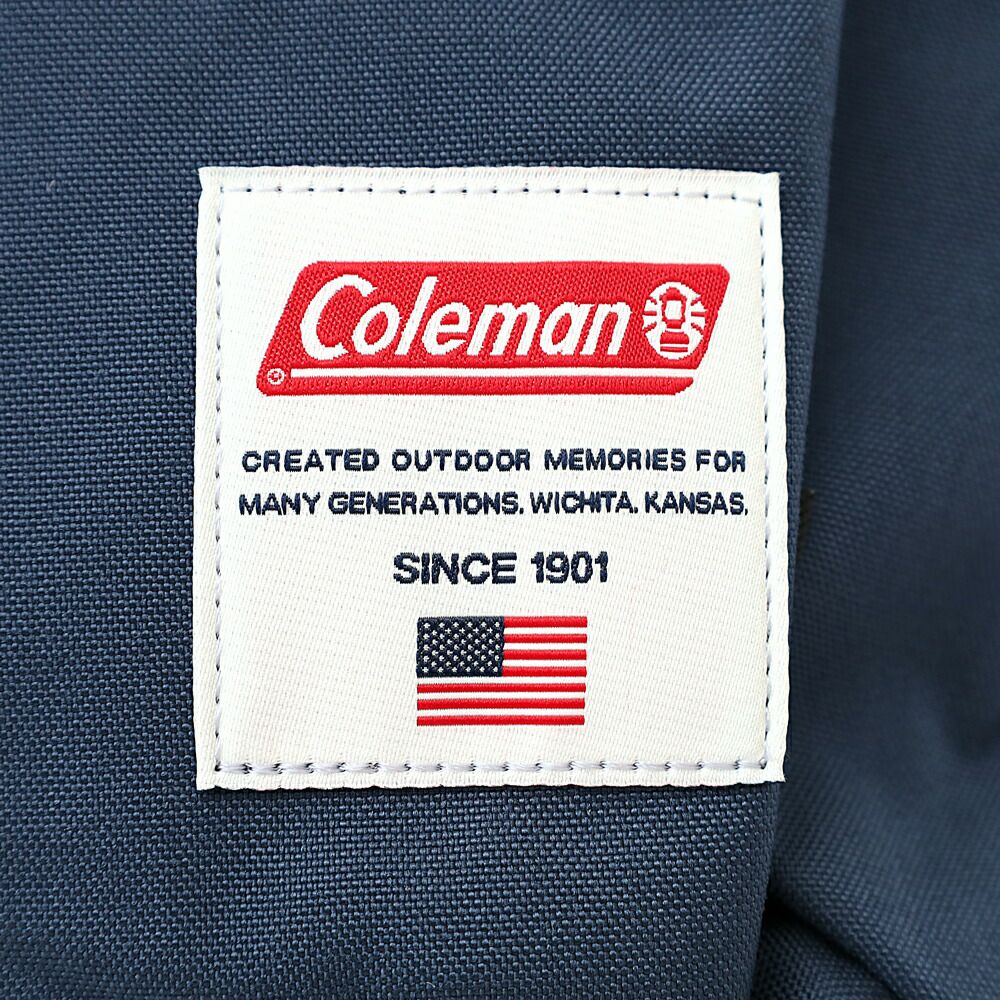 Coleman
CREATED OUTDOOR MEMORIES FOR
MANY GENERATIONS. WICHITA. KANSAS.
SINCE 1901